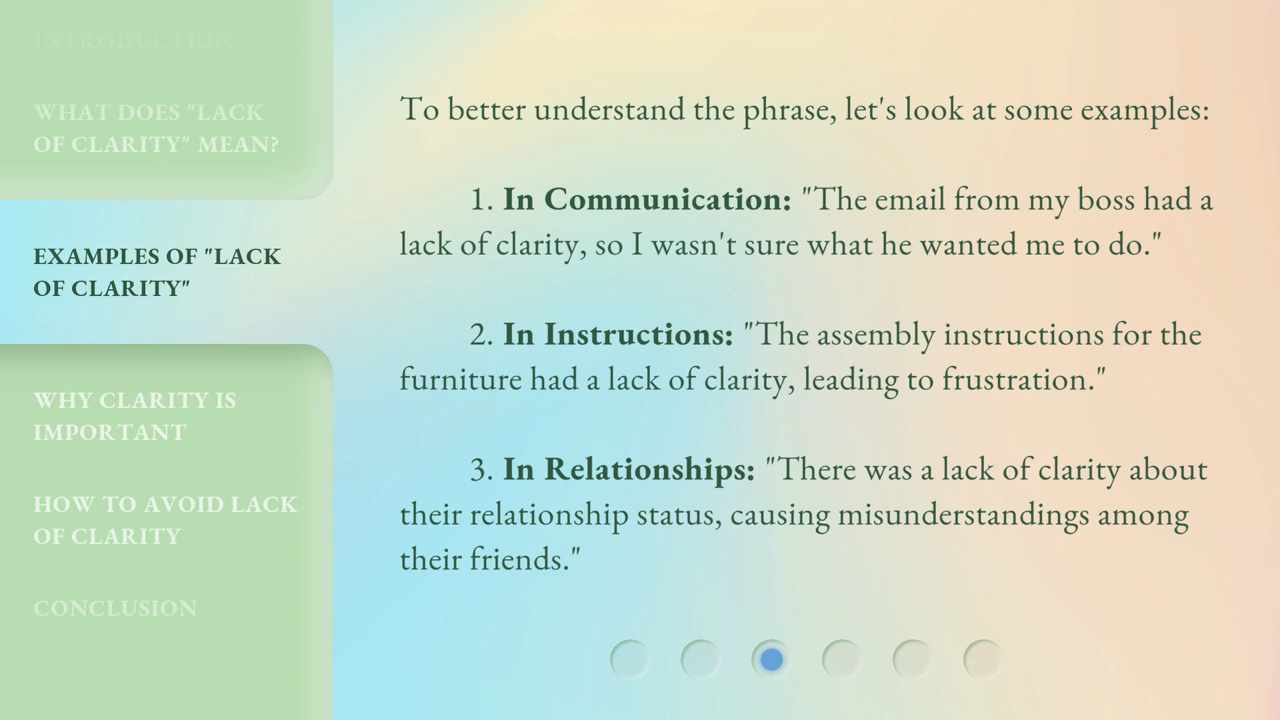 INTRODUCTION
WHAT DOES "LACK
OF CLARITY" MEAN?
EXAMPLES OF "LACK
OF CLARITY"
WHY CLARITY IS
IMPORTANT
HOW TO AVOID LACK
OF CLARITY
CONCLUSION
To better understand the phrase, let's look at some examples:
1. In Communication: "The email from my boss had a
lack of clarity, so I wasn't sure what he wanted me to do."
2. In Instructions: "The assembly instructions for the
furniture had a lack of clarity, leading to frustration."
3. In Relationships: "There was a lack of clarity about
their relationship status, causing misunderstandings among
their friends."